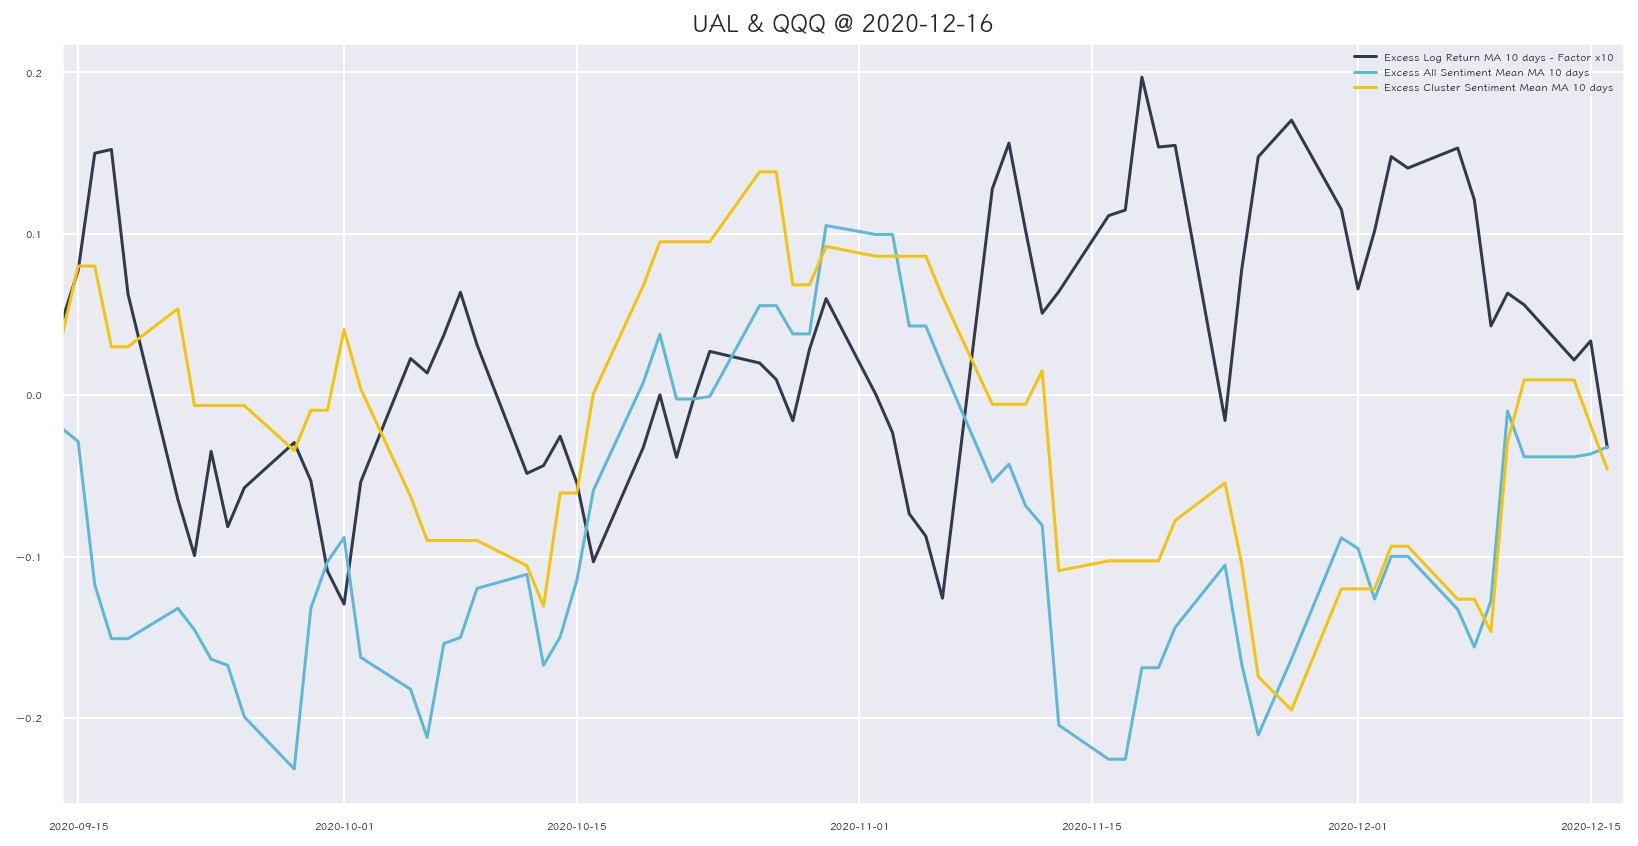 UAL & QQQ @ 2020-12-16
Excess Log Return MA 10 days - Factor x10
Excess All Sentiment Mean MA 10 days
Excess Cluster Sentiment Mean MA 10 days
0.2
0.1
0.0
−0.1
−0.2
2020-09-15 2020-10-01 2020-10-15 2020-11-01 2020-11-15 2020-12-01 2020-12-15